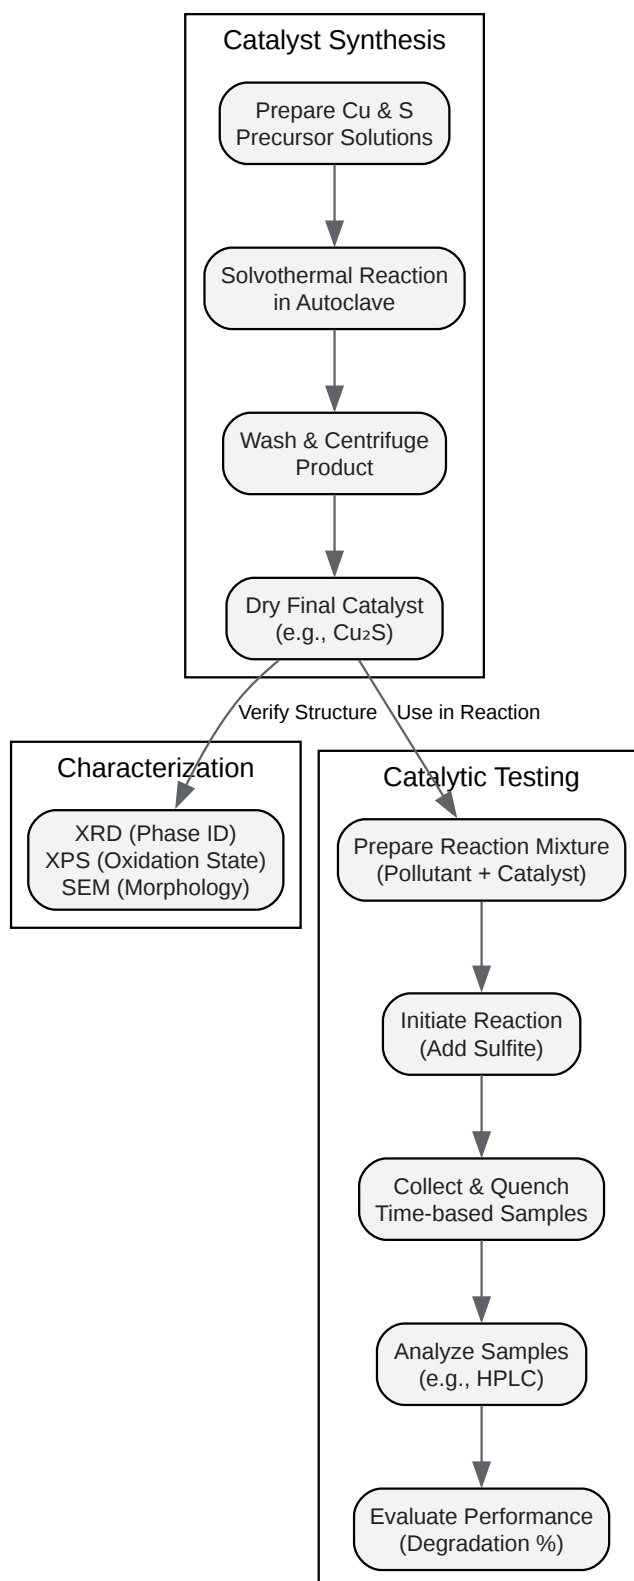 Catalyst Synthesis
Prepare Cu & S
Precursor Solutions
Solvothermal Reaction
in Autoclave
Wash & Centrifuge
Product
Dry Final Catalyst
(e.g., Cu₂S)
Verify Structure
Use in Reaction
Characterization
XRD (Phase ID)
XPS (Oxidation State)
SEM (Morphology)
Catalytic Testing
Prepare Reaction Mixture
(Pollutant + Catalyst)
Initiate Reaction
(Add Sulfite)
Collect & Quench
Time-based Samples
Analyze Samples
(e.g., HPLC)
Evaluate Performance
(Degradation %)